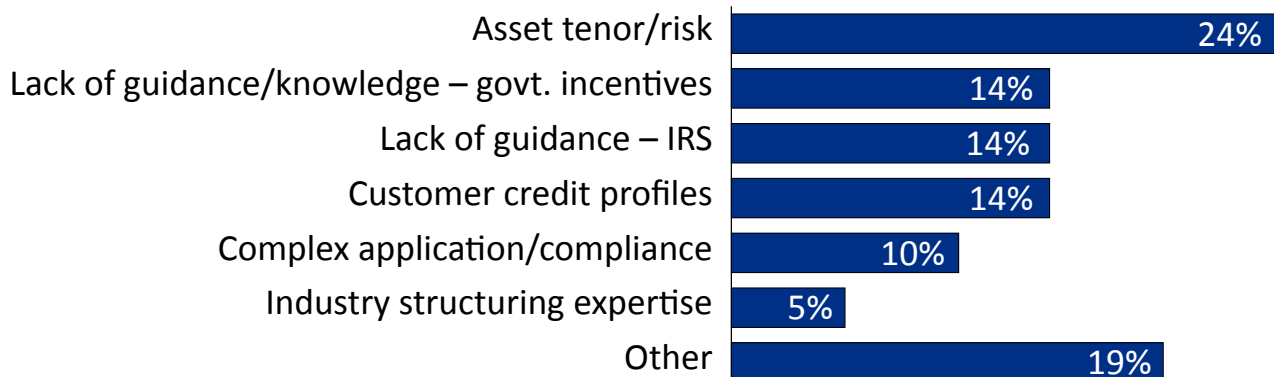 Asset tenor/risk 24%
Lack of guidance/knowledge – govt. incentives 14%
Lack of guidance – IRS 14%
Customer credit profiles 14%
Complex application/compliance 10%
Industry structuring expertise 5%
Other 19%